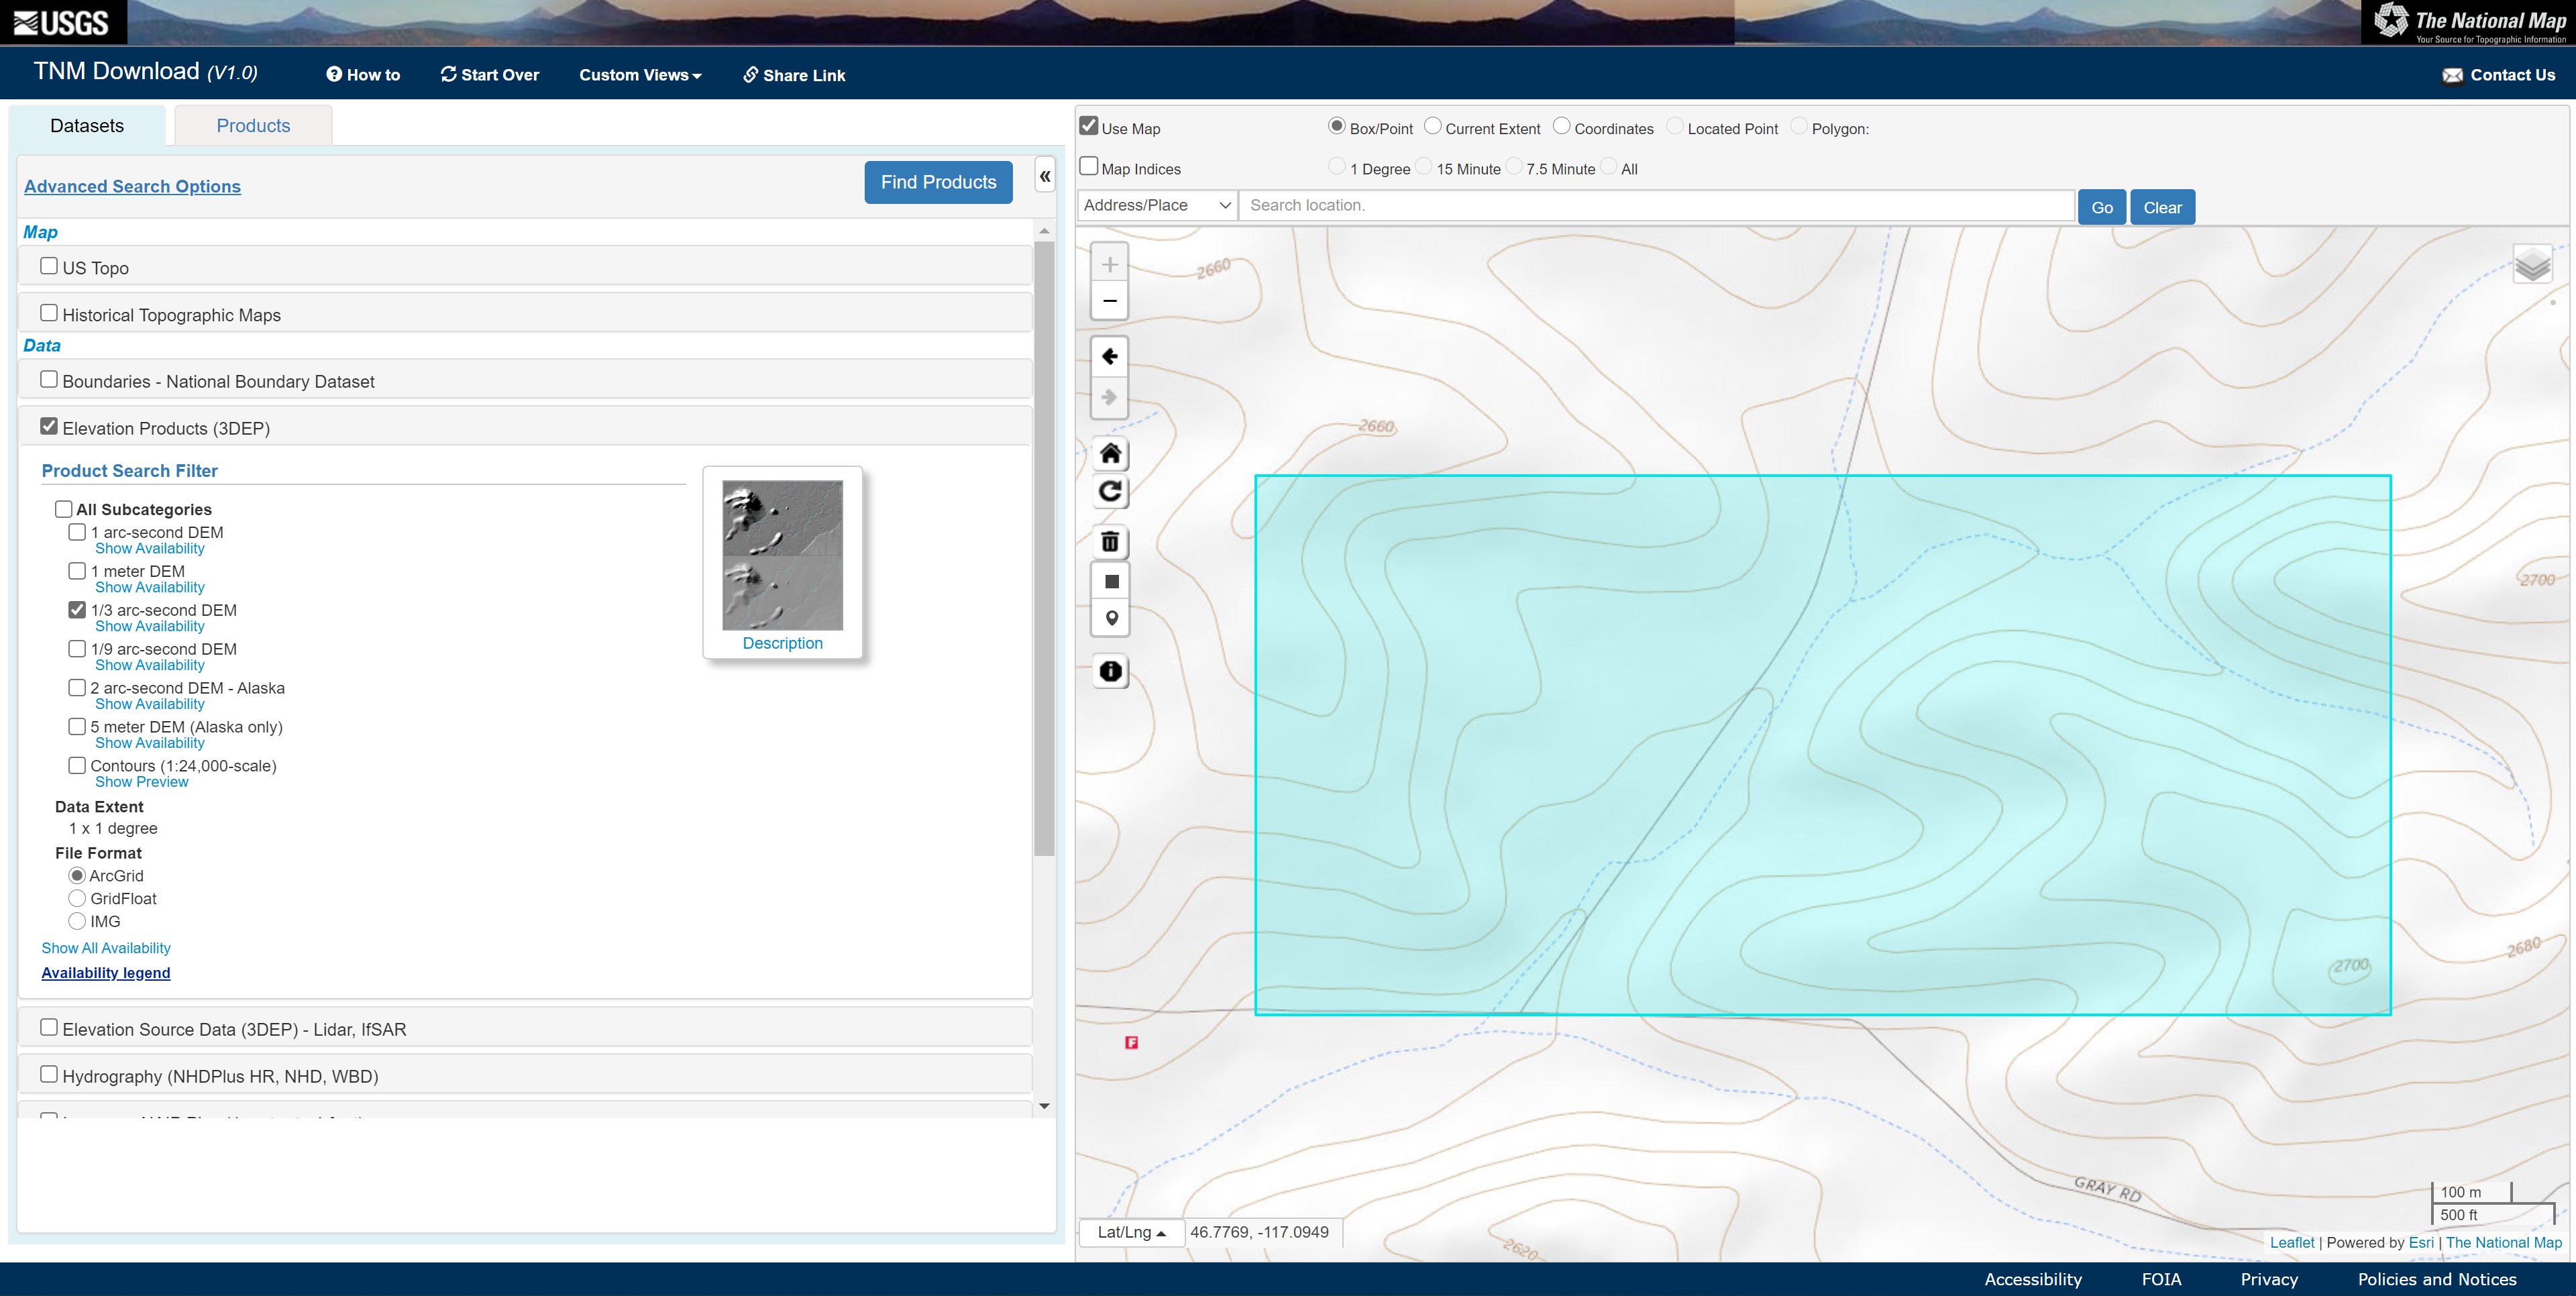 USGS
The National Map
Your Source for Topographic Information
TNM Download (V1.0)
How to
Start Over
Custom Views
Share Link
Contact Us
Datasets
Products
Advanced Search Options
Find Products
«
Map
US Topo
Historical Topographic Maps
Data
Boundaries - National Boundary Dataset
Elevation Products (3DEP)
Product Search Filter
All Subcategories
1 arc-second DEM
Show Availability
1 meter DEM
Show Availability
1/3 arc-second DEM
Show Availability
1/9 arc-second DEM
Show Availability
2 arc-second DEM - Alaska
Show Availability
5 meter DEM (Alaska only)
Show Availability
Contours (1:24,000-scale)
Show Preview
Description
Data Extent
1 x 1 degree
File Format
ArcGrid
GridFloat
IMG
Show All Availability
Availability legend
Elevation Source Data (3DEP) - Lidar, IfSAR
Hydrography (NHDPlus HR, NHD, WBD)
Use Map
Box/Point
Current Extent
Coordinates
Located Point
Polygon:
Map Indices
1 Degree
15 Minute
7.5 Minute
All
Address/Place
Search location.
Go
Clear
+
−
2660
2660
2700
2680
2700
F
GRAY RD
2620
100 m
500 ft
Lat/Lng
46.7769, -117.0949
Leaflet | Powered by Esri | The National Map
Accessibility
FOIA
Privacy
Policies and Notices